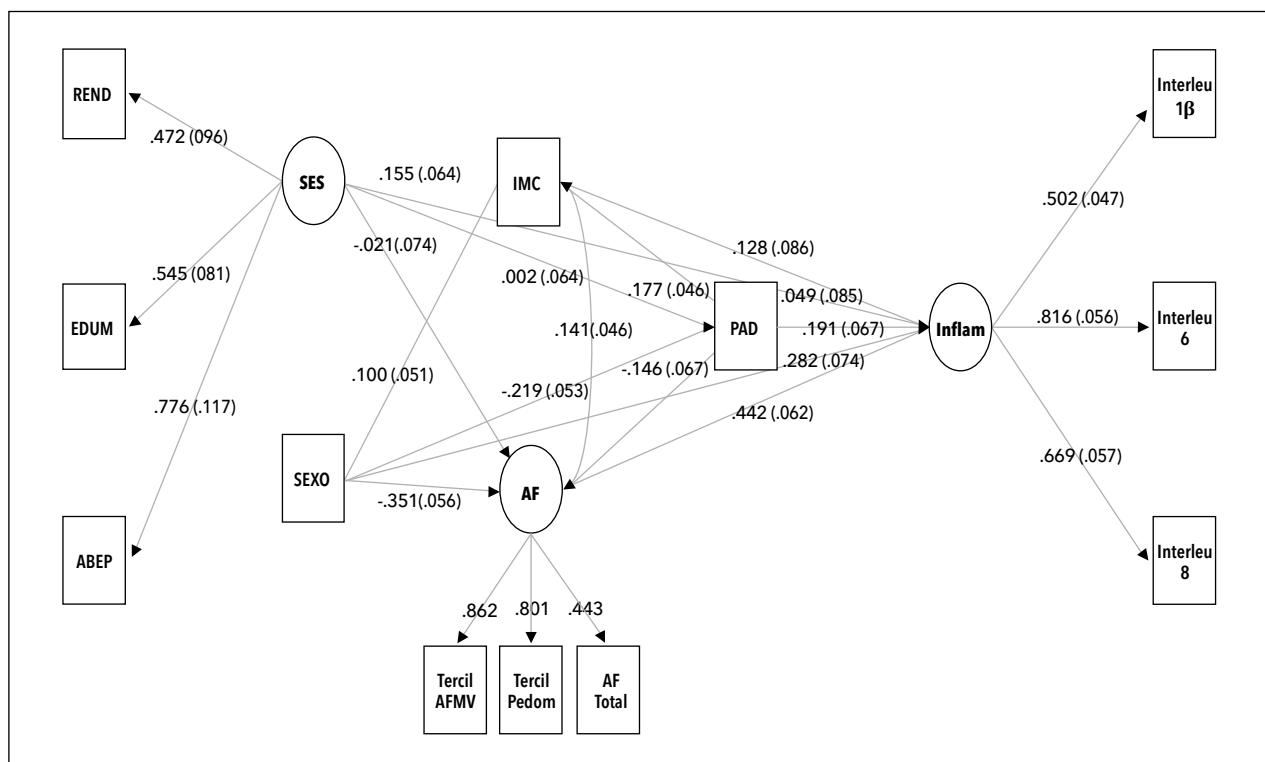 REND
Interleu
1β
.472 (096)
SES
.155 (.064)
IMC
.502 (.047)
-.021(.074)
.128 (.086)
.545 (081)
.002 (.064)
.177 (.046)
.049 (.085)
EDUM
.141(.046)
PAD
.191 (.067)
Inflam
.816 (.056)
Interleu
6
.100 (.051)
-.146 (.067)
.282 (.074)
-.219 (.053)
.776 (.117)
.442 (.062)
.669 (.057)
SEXO
-.351(.056)
AF
ABEP
Interleu
8
.862
.801
.443
Tercil
AFMV
Tercil
Pedom
AF
Total